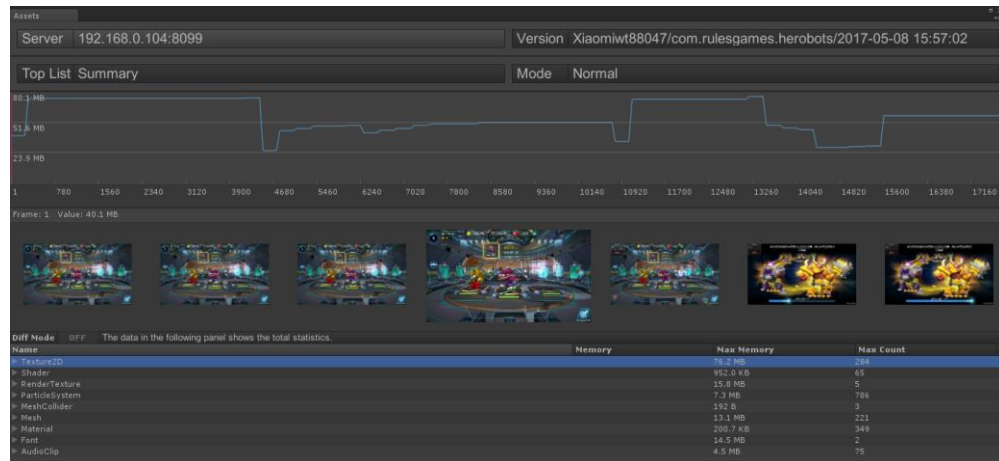 Assets
Server 192.168.0.104:8099 Version Xiaomiwt88047/com.rulesgames.herobots/2017-05-08 15:57:02
Top List Summary Mode Normal
80.1 MB
51.6 MB
23.9 MB
1 780 1560 2340 3120 3900 4680 5460 6240 7020 7800 8580 9360 10140 10920 11700 12480 13260 14040 14820 15600 16380 17160
Frame: 1 Value: 40.1 MB
Diff Mode OFF The data in the following panel shows the total statistics.
Name Memory Max Memory Max Count
Texture2D 76.2 MB 284
Shader 952.0 KB 65
RenderTexture 15.8 MB 5
ParticleSystem 7.3 MB 786
MeshCollider 192 B 3
Mesh 13.1 MB 221
Material 200.7 KB 349
Font 14.5 MB 2
AudioClip 4.5 MB 75